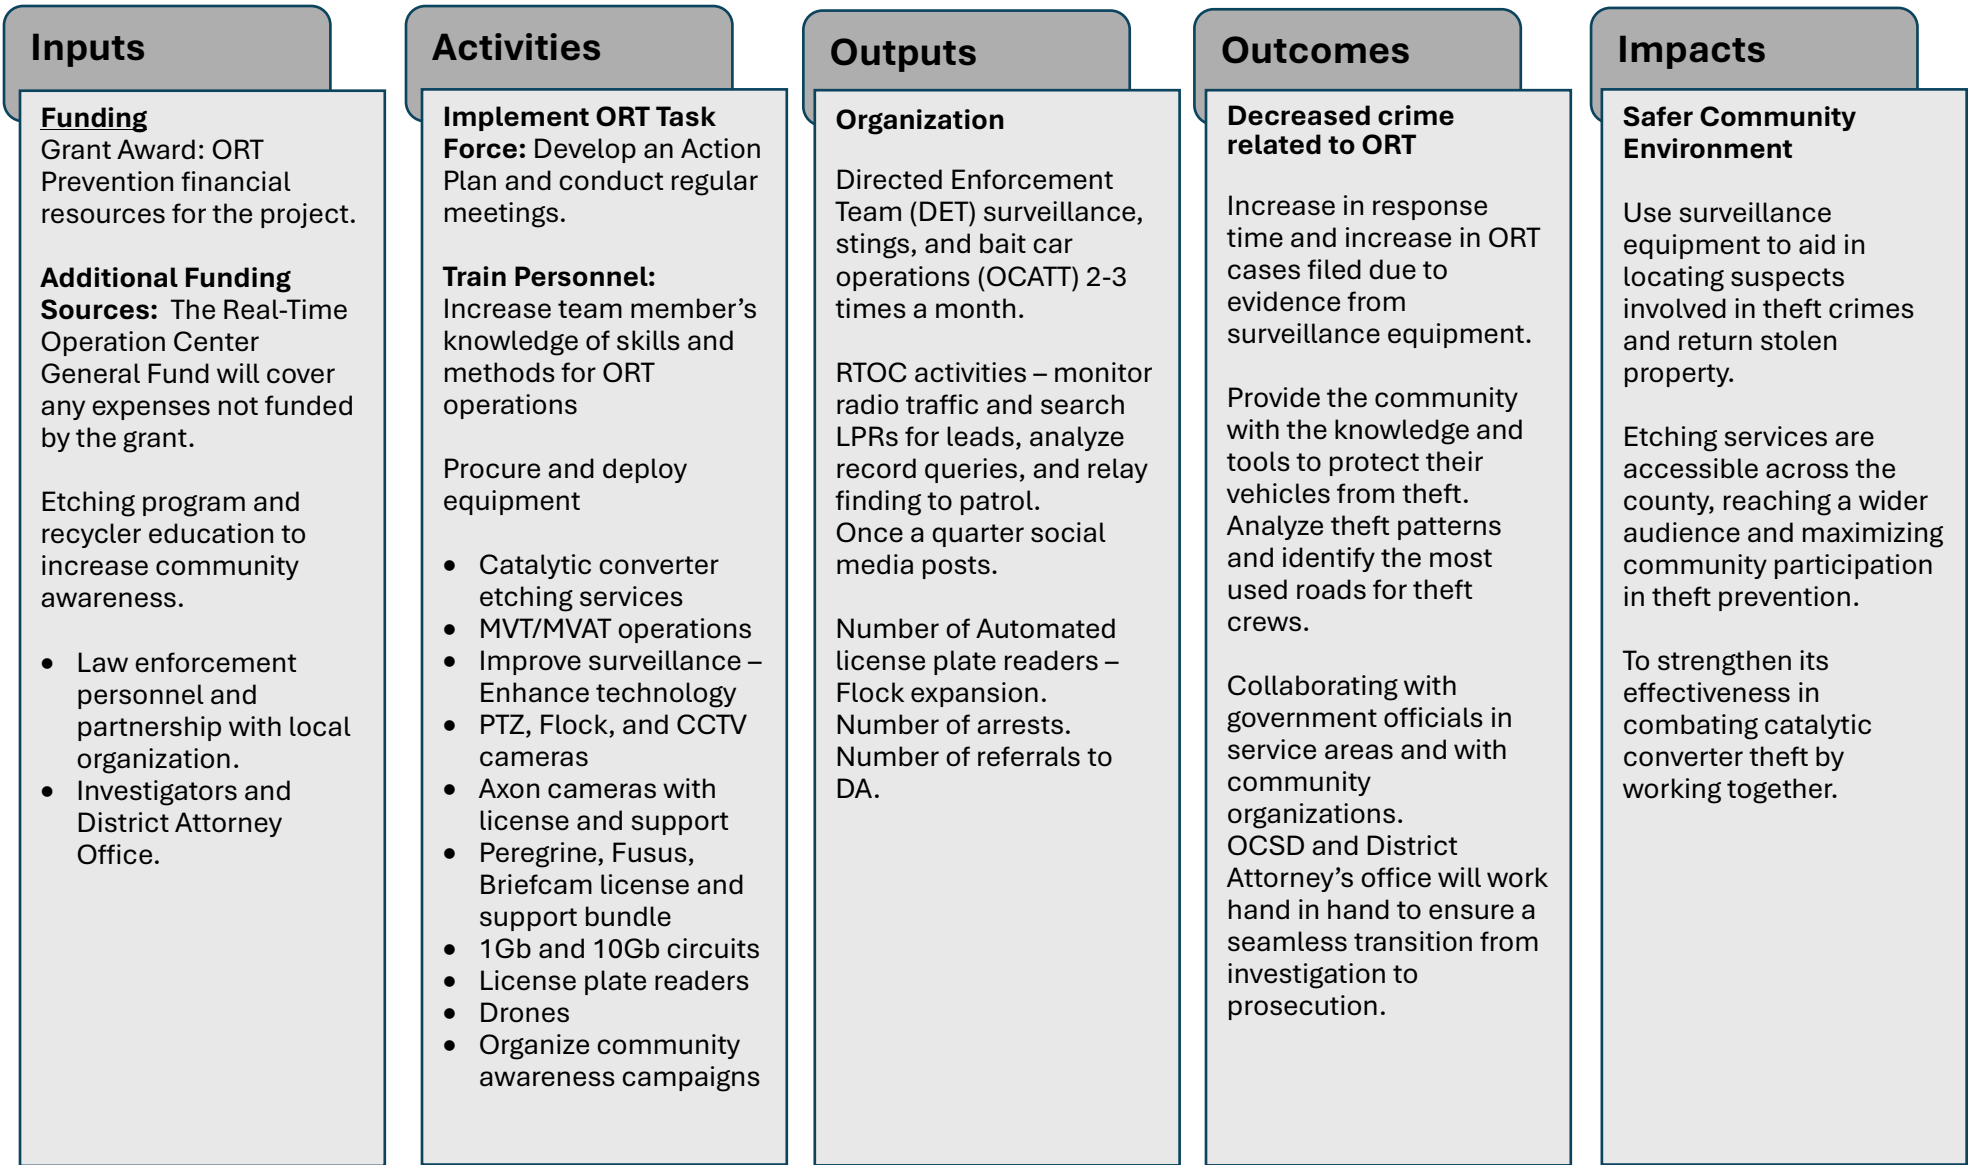 Inputs
Funding
Grant Award: ORT
Prevention financial
resources for the project.
Additional Funding
Sources: The Real-Time
Operation Center
General Fund will cover
any expenses not funded
by the grant.
Etching program and
recycler education to
increase community
awareness.
• Law enforcement
personnel and
partnership with local
organization.
• Investigators and
District Attorney
Office.
Activities
Implement ORT Task
Force: Develop an Action
Plan and conduct regular
meetings.
Train Personnel:
Increase team member’s
knowledge of skills and
methods for ORT
operations
Procure and deploy
equipment
• Catalytic converter
etching services
• MVT/MVAT operations
• Improve surveillance –
Enhance technology
• PTZ, Flock, and CCTV
cameras
• Axon cameras with
license and support
• Peregrine, Fusus,
Briefcam license and
support bundle
• 1Gb and 10Gb circuits
• License plate readers
• Drones
• Organize community
awareness campaigns
Outputs
Organization
Directed Enforcement
Team (DET) surveillance,
stings, and bait car
operations (OCATT) 2-3
times a month.
RTOC activities – monitor
radio traffic and search
LPRs for leads, analyze
record queries, and relay
finding to patrol.
Once a quarter social
media posts.
Number of Automated
license plate readers –
Flock expansion.
Number of arrests.
Number of referrals to
DA.
Outcomes
Decreased crime
related to ORT
Increase in response
time and increase in ORT
cases filed due to
evidence from
surveillance equipment.
Provide the community
with the knowledge and
tools to protect their
vehicles from theft.
Analyze theft patterns
and identify the most
used roads for theft
crews.
Collaborating with
government officials in
service areas and with
community
organizations.
OCSD and District
Attorney’s office will work
hand in hand to ensure a
seamless transition from
investigation to
prosecution.
Impacts
Safer Community
Environment
Use surveillance
equipment to aid in
locating suspects
involved in theft crimes
and return stolen
property.
Etching services are
accessible across the
county, reaching a wider
audience and maximizing
community participation
in theft prevention.
To strengthen its
effectiveness in
combating catalytic
converter theft by
working together.